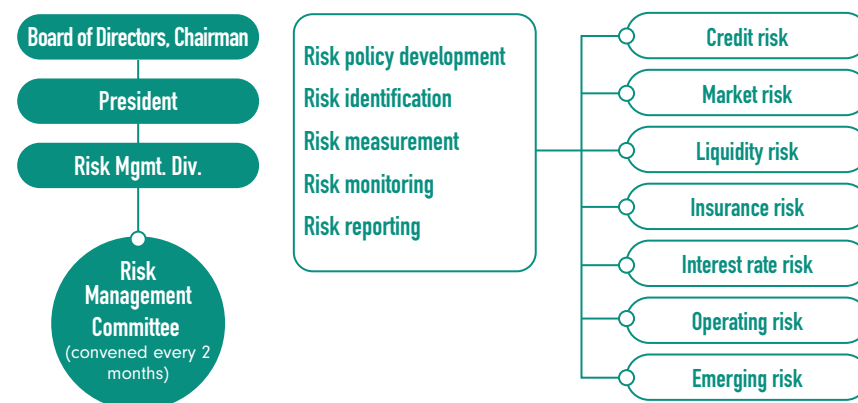 Board of Directors, Chairman
President
Risk Mgmt. Div.
Risk
Management
Committee
(convened every 2
months)
Risk policy development
Risk identification
Risk measurement
Risk monitoring
Risk reporting
Credit risk
Market risk
Liquidity risk
Insurance risk
Interest rate risk
Operating risk
Emerging risk